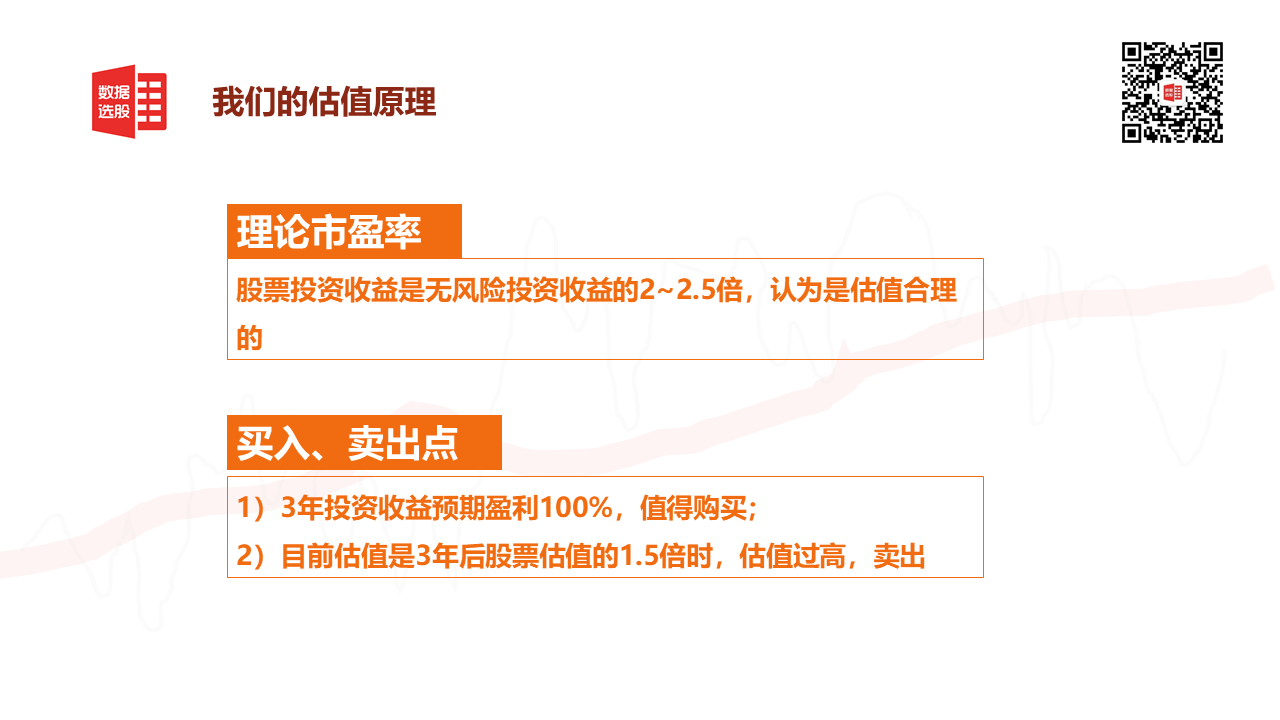 数据
选股
我们的估值原理
理论市盈率
股票投资收益是无风险投资收益的2~2.5倍，认为是估值合理
的
买入、卖出点
1）3年投资收益预期盈利100%，值得购买；
2）目前估值是3年后股票估值的1.5倍时，估值过高，卖出